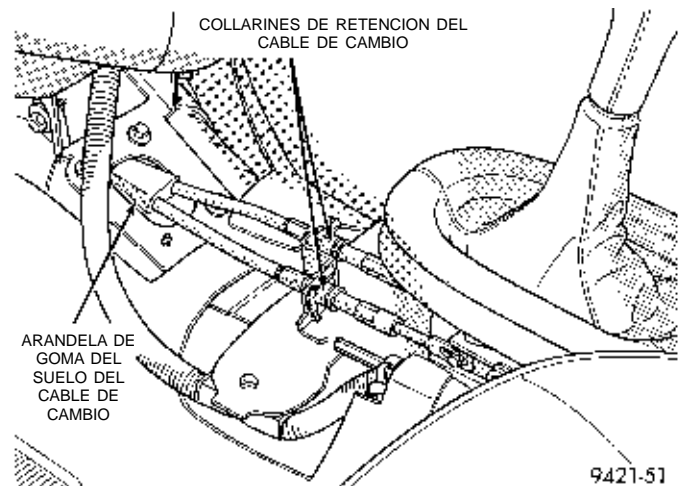 COLLARINES DE RETENCION DEL
CABLE DE CAMBIO
ARANDELA DE
GOMA DEL
SUELO DEL
CABLE DE
CAMBIO
9421-51